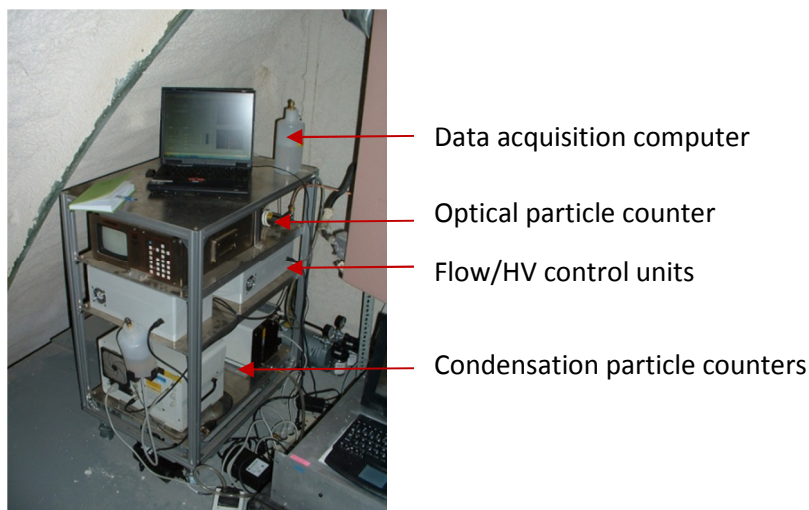 Data acquisition computer
Optical particle counter
Flow/HV control units
Condensation particle counters